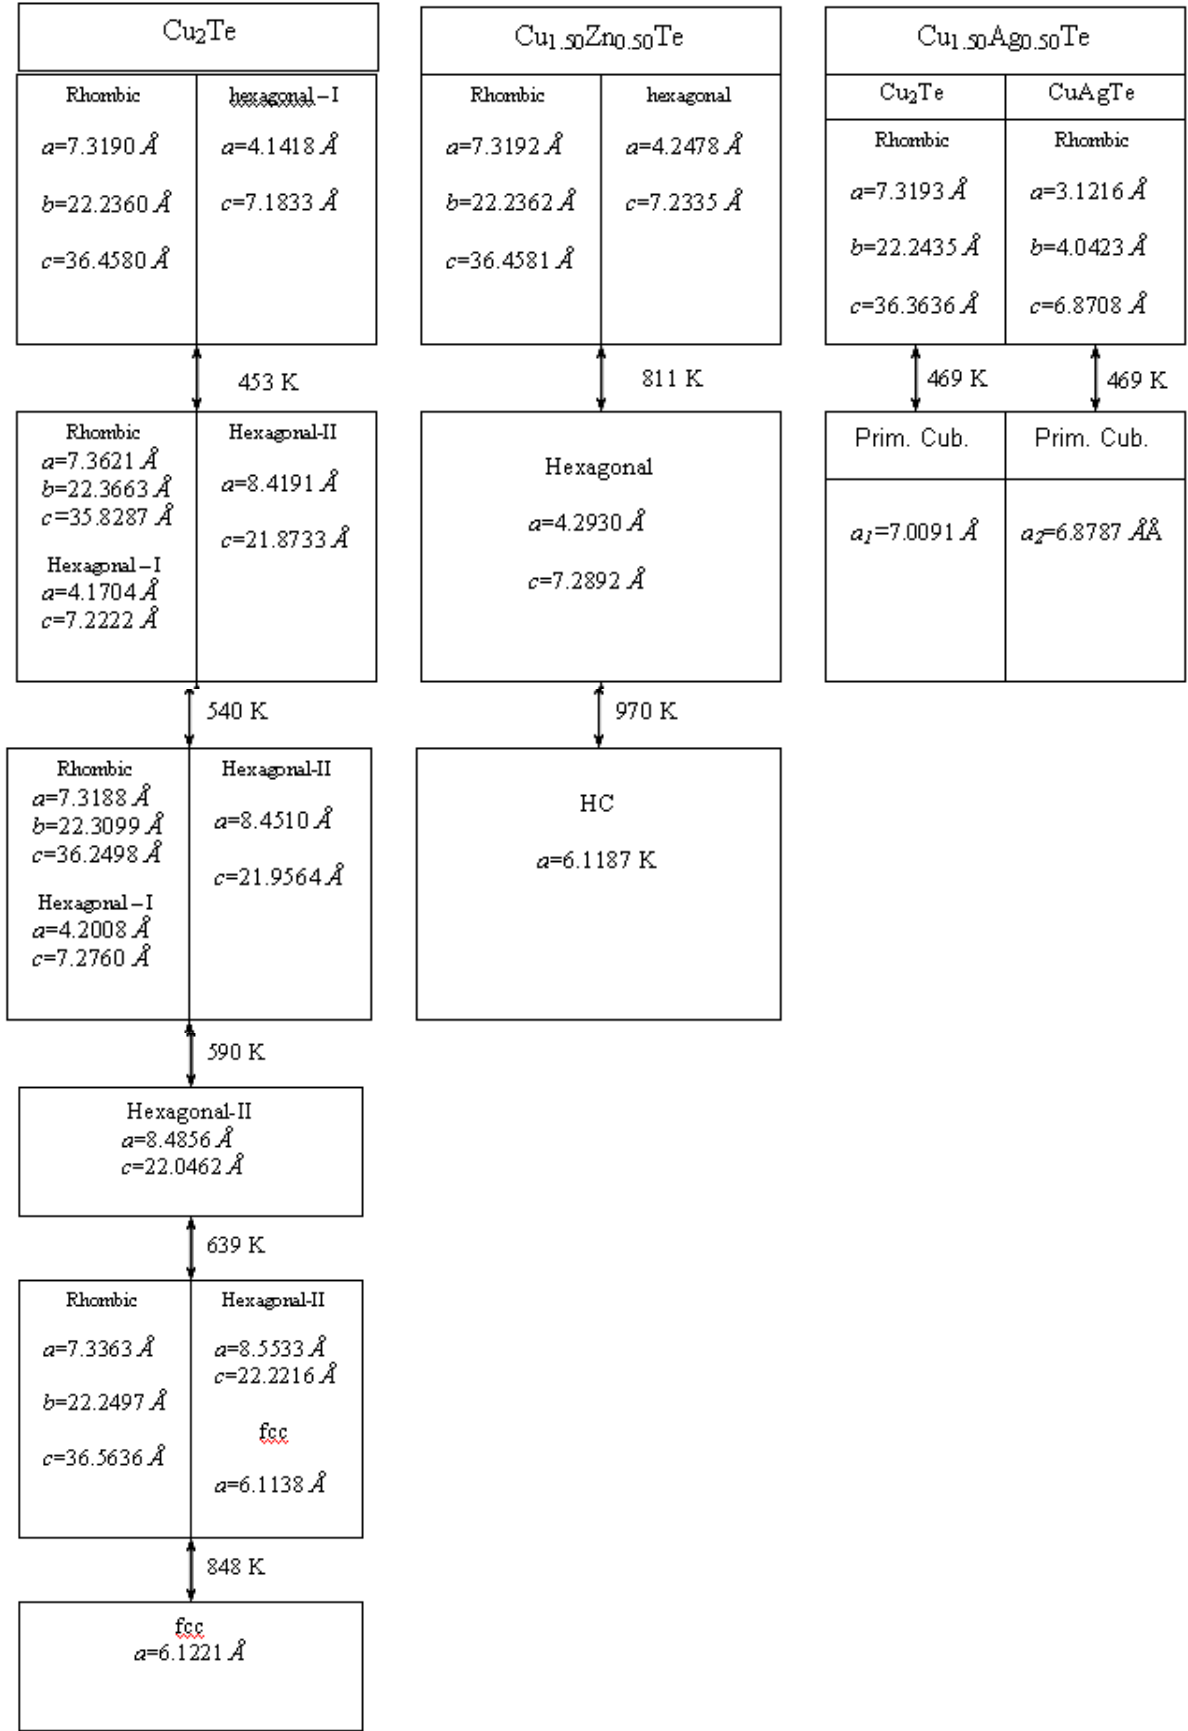 Cu2Te
Rhombic
a=7.3190 Å
b=22.2360 Å
c=36.4580 Å
hexagonal–I
a=4.1418 Å
c=7.1833 Å
453 K
Rhombic
a=7.3621 Å
b=22.3663 Å
c=35.8287 Å
Hexagonal–I
a=4.1704 Å
c=7.2222 Å
Hexagonal-II
a=8.4191 Å
c=21.8733 Å
540 K
Rhombic
a=7.3188 Å
b=22.3099 Å
c=36.2498 Å
Hexagonal–I
a=4.2008 Å
c=7.2760 Å
Hexagonal-II
a=8.4510 Å
c=21.9564 Å
590 K
Hexagonal-II
a=8.4856 Å
c=22.0462 Å
639 K
Rhombic
a=7.3363 Å
b=22.2497 Å
c=36.5636 Å
Hexagonal-II
a=8.5533 Å
c=22.2216 Å
fcc
a=6.1138 Å
848 K
fcc
a=6.1221 Å
Cu1.50Zn0.50Te
Rhombic
a=7.3192 Å
b=22.2362 Å
c=36.4581 Å
hexagonal
a=4.2478 Å
c=7.2335 Å
811 K
Hexagonal
a=4.2930 Å
c=7.2892 Å
970 K
HC
a=6.1187 K
Cu1.50Ag0.50Te
Cu2Te
Rhombic
a=7.3193 Å
b=22.2435 Å
c=36.3636 Å
469 K
Prim. Cub.
a1=7.0091 Å
CuAgTe
Rhombic
a=3.1216 Å
b=4.0423 Å
c=6.8708 Å
469 K
Prim. Cub.
a2=6.8787 ÅÅ